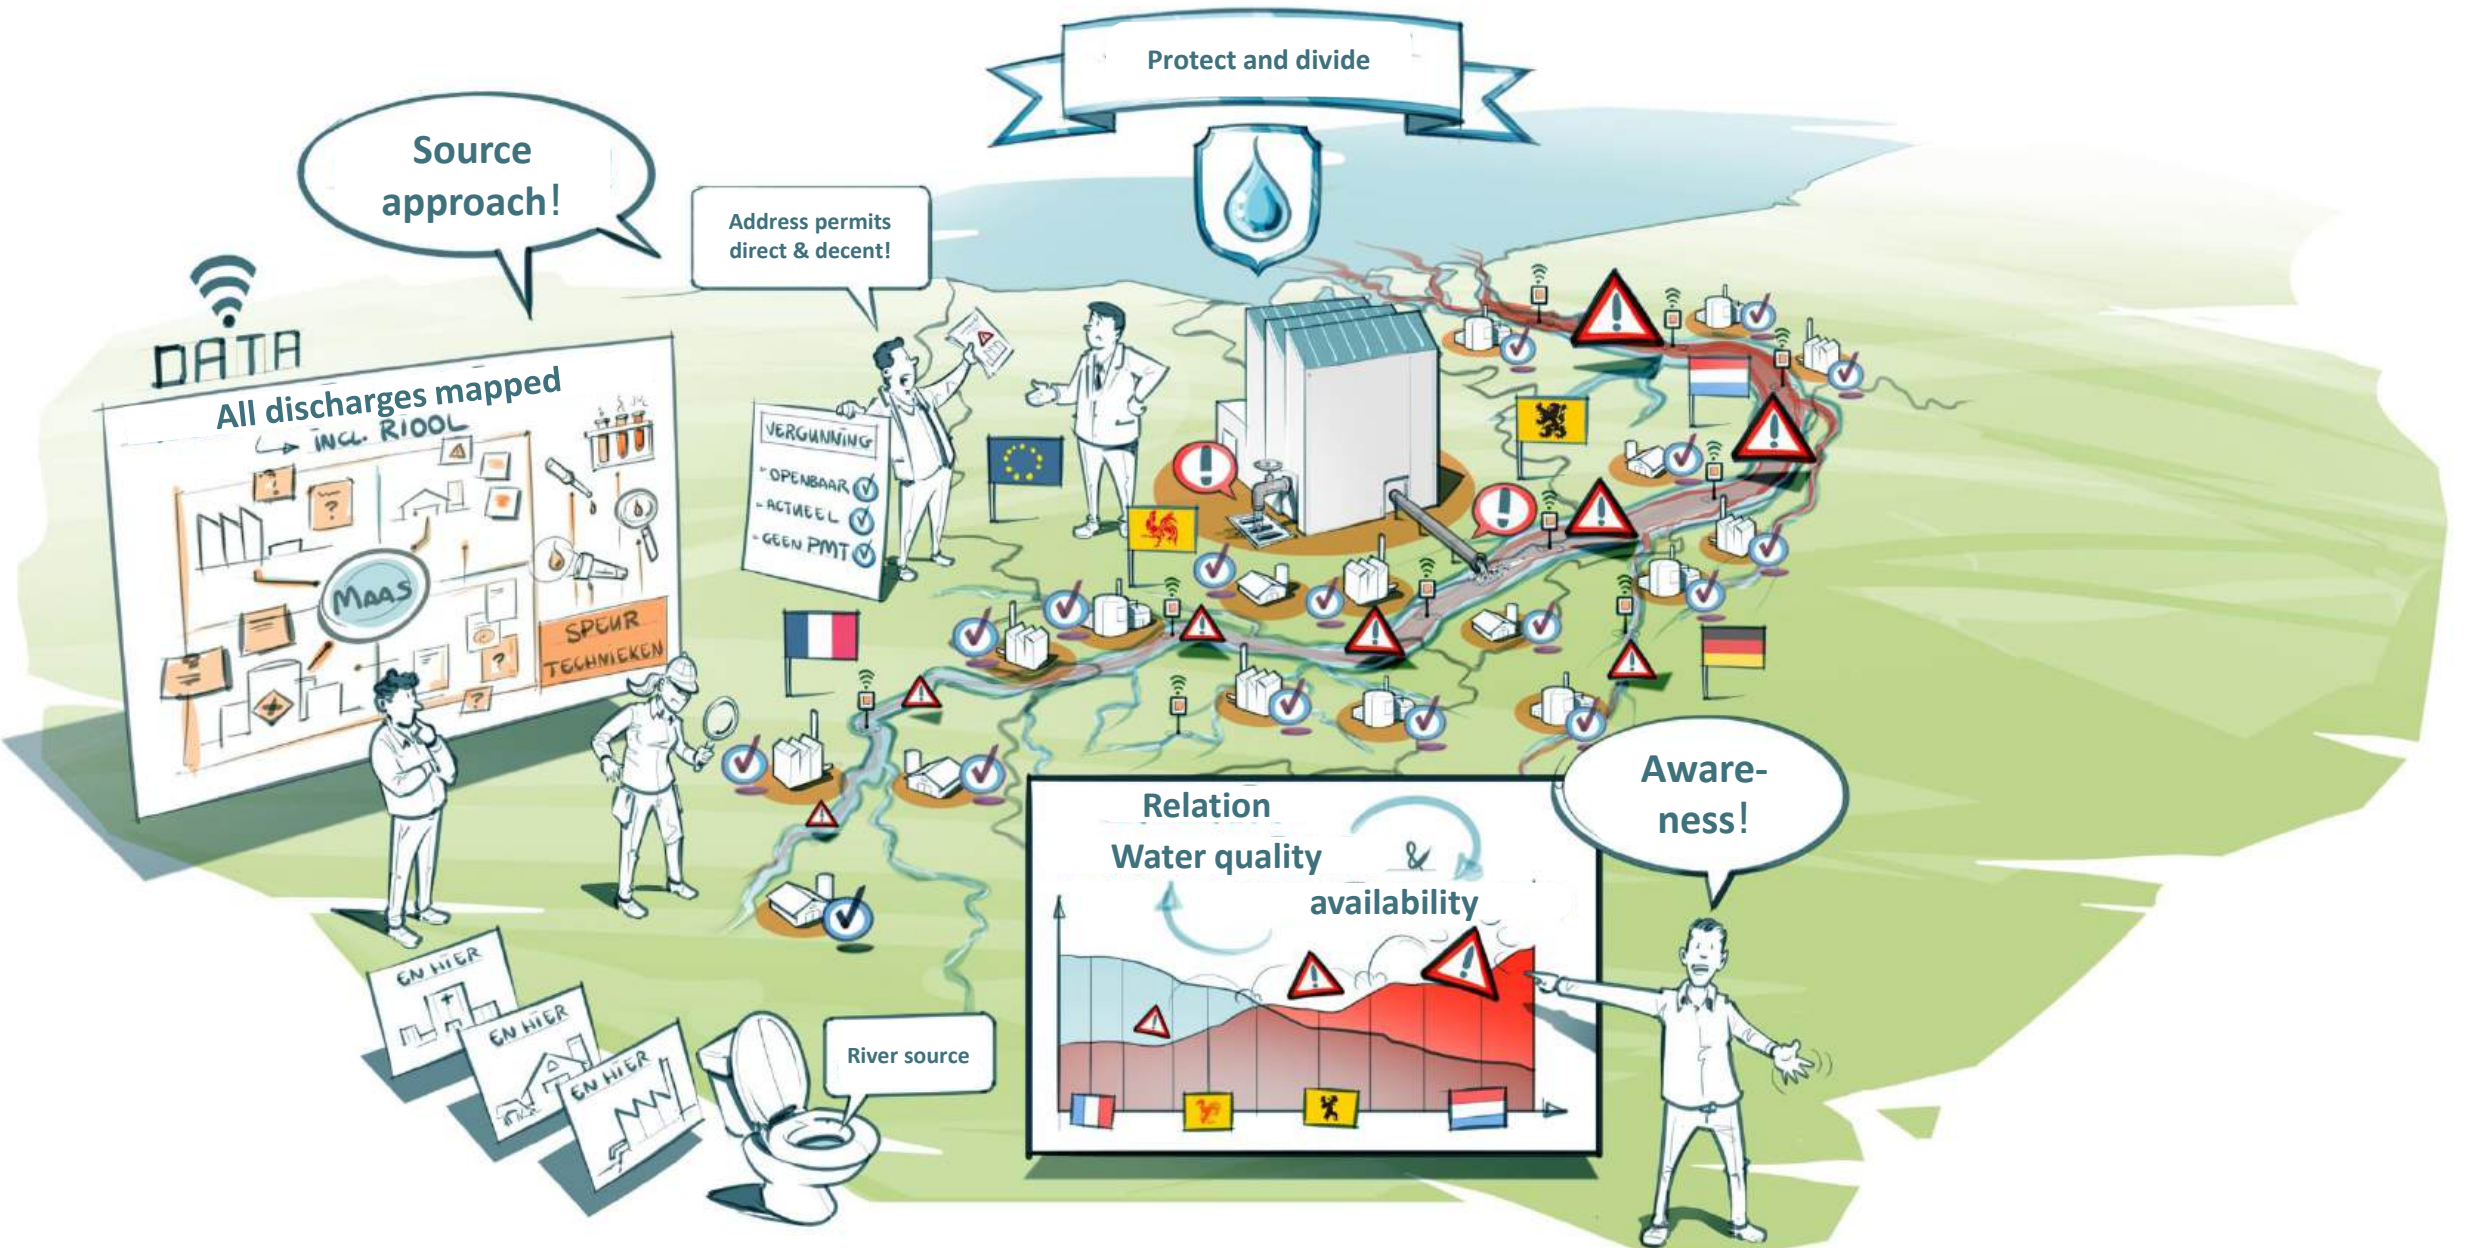 Protect and divide
Source
approach!
Address permits
direct & decent!
DATA
All discharges mapped
INCL. RIOOL
MAAS
SPEUR
TECHNIEKEN
?
?
?
VERGUNNING
- OPENBAAR
- ACTUEEL
- GEEN PMT
Aware-
ness!
Relation
Water quality
&
availability
EN HIER
EN HIER
EN HIER
River source